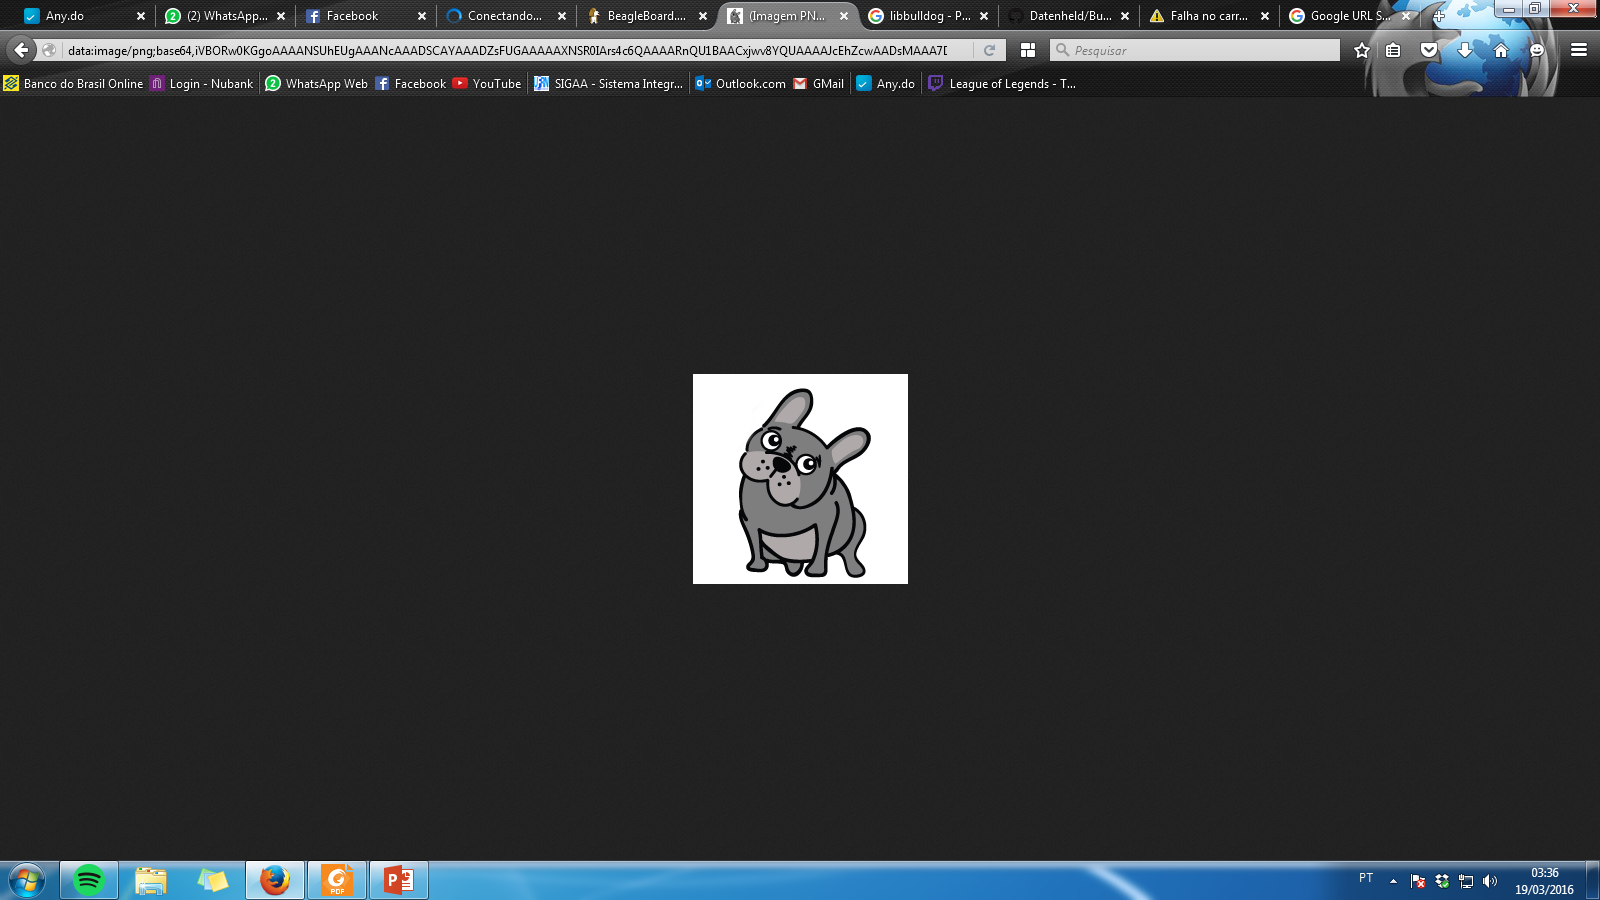 Any.do
(2) WhatsApp...
Facebook
Conectando...
BeagleBoard....
(Imagem PN...
libbulldog - P...
Datenheld/Bu...
Falha no carr...
Google URL S...
data:image/png;base64,iVBORw0KGgoAAAANSUhEUgAAANcAAADSCAYAAADZsFUGAAAAAXNSR0IArs4c6QAAAARnQU1BAACxjwv8YQUAAAAJcEhZcwAADsMAAA7D
Pesquisar
Banco do Brasil Online
Login - Nubank
WhatsApp Web
Facebook
YouTube
SIGAA - Sistema Integr...
Outlook.com
GMail
Any.do
League of Legends - T...
PDF
PT
03:36
19/03/2016